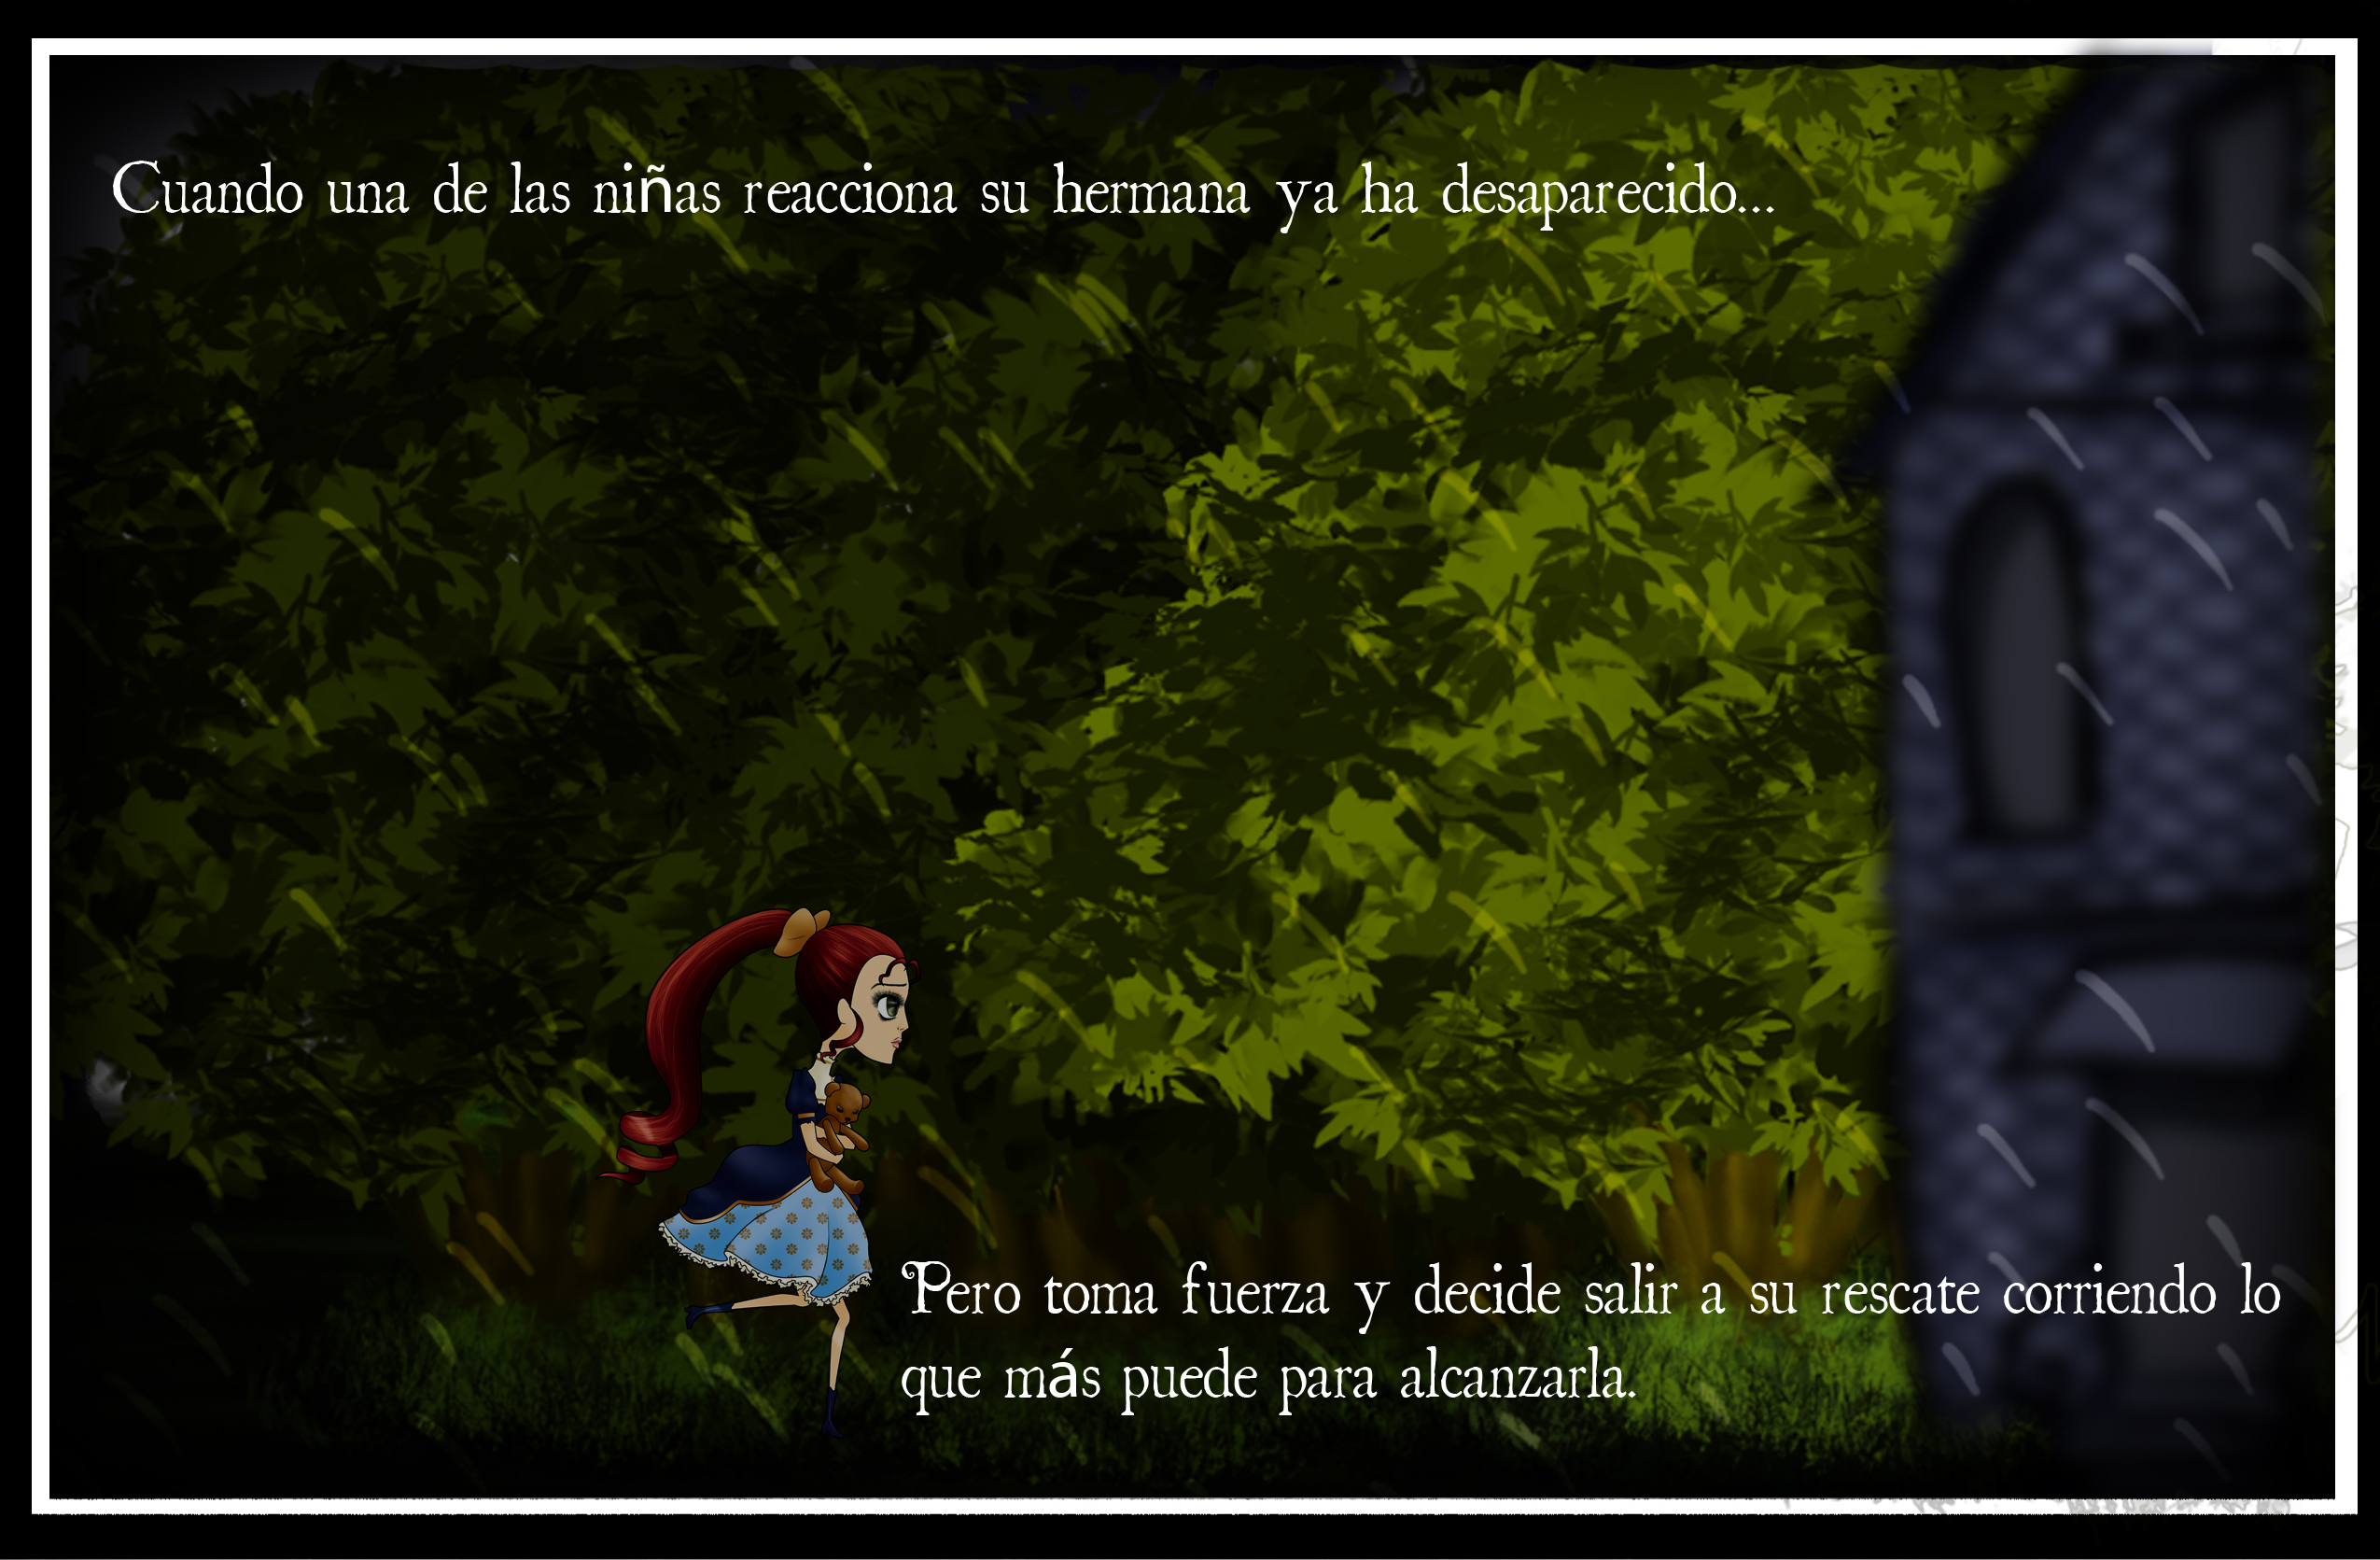 Cuando una de las niñas reacciona su hermana ya ha desaparecido...
Pero toma fuerza y decide salir a su rescate corriendo lo
que más puede para alcanzarla.